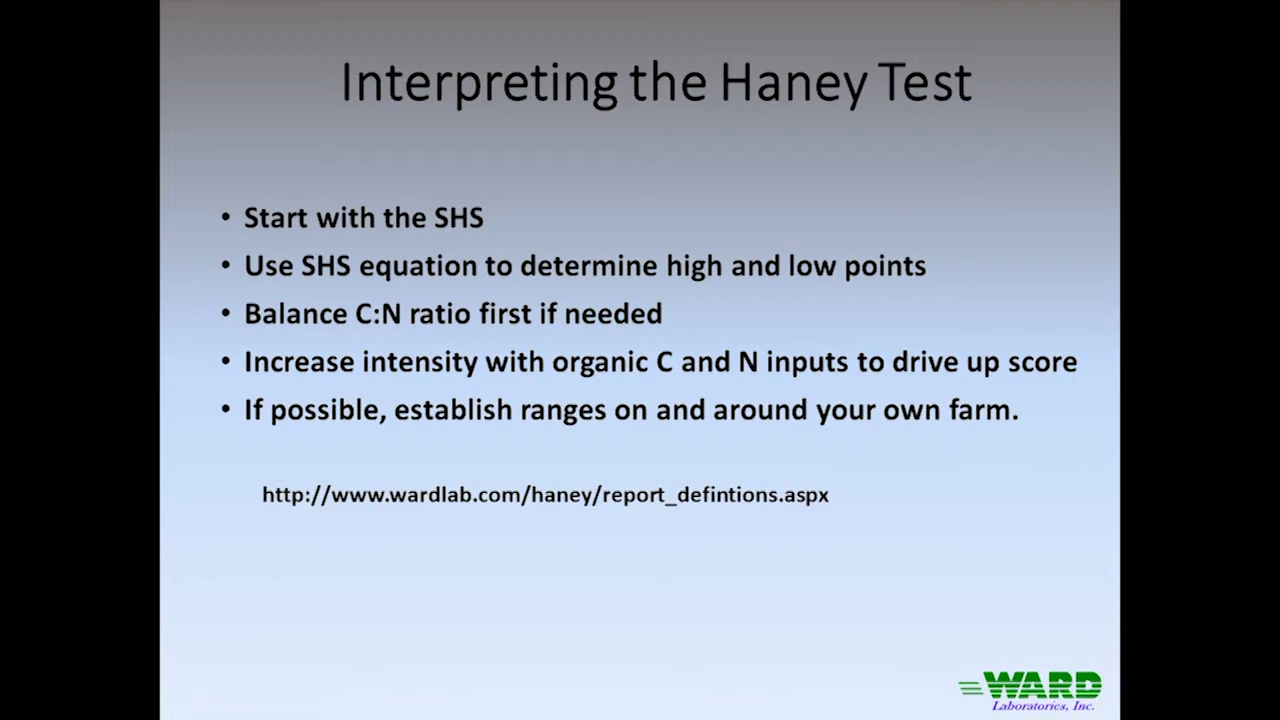 Interpreting the Haney Test
• Start with the SHS
• Use SHS equation to determine high and low points
• Balance C:N ratio first if needed
• Increase intensity with organic C and N inputs to drive up score
• If possible, establish ranges on and around your own farm.
http://www.wardlab.com/haney/report_defintions.aspx
WARD
Laboratories, Inc.